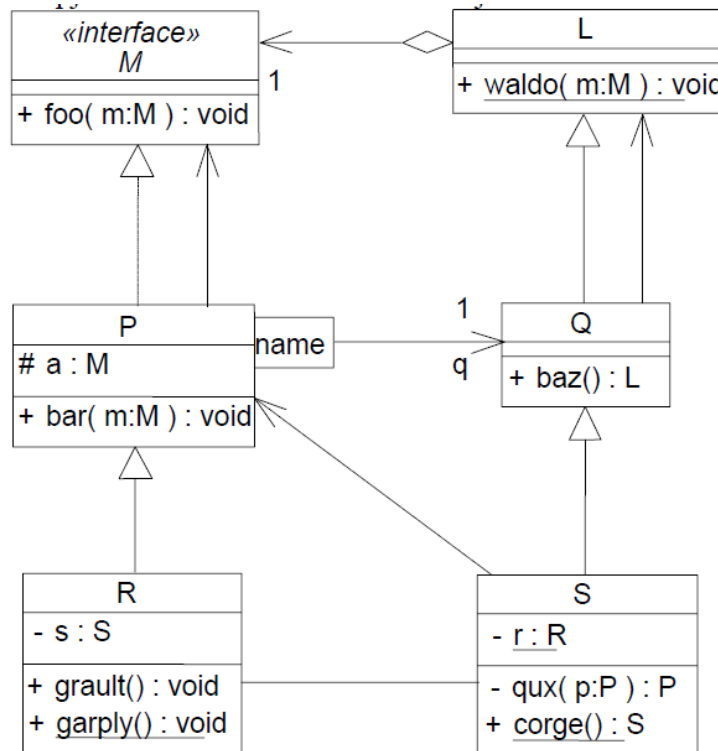 «interface»
M
+ foo( m:M ) : void
1
L
+ waldo( m:M ) : void
P
# a : M
+ bar( m:M ) : void
name
1
q
Q
+ baz() : L
R
- s : S
+ grault() : void
+ garply() : void
S
- r : R
- qux( p:P ) : P
+ corge() : S